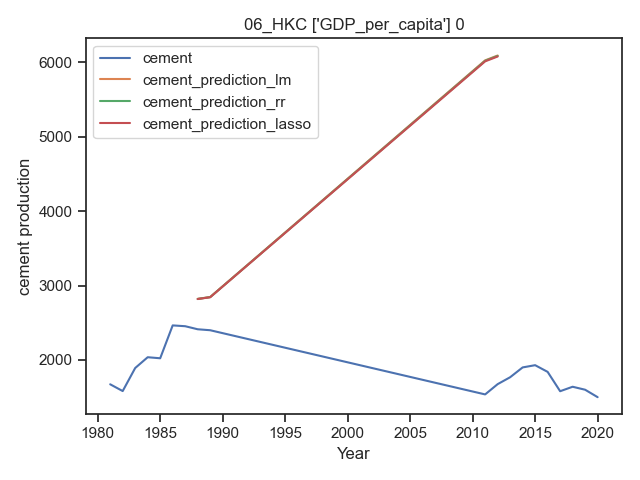 06_HKC ['GDP_per_capita'] 0
cement
cement_prediction_lm
cement_prediction_rr
cement_prediction_lasso
cement production
6000
5000
4000
3000
2000
1980
1985
1990
1995
2000
2005
2010
2015
2020
Year